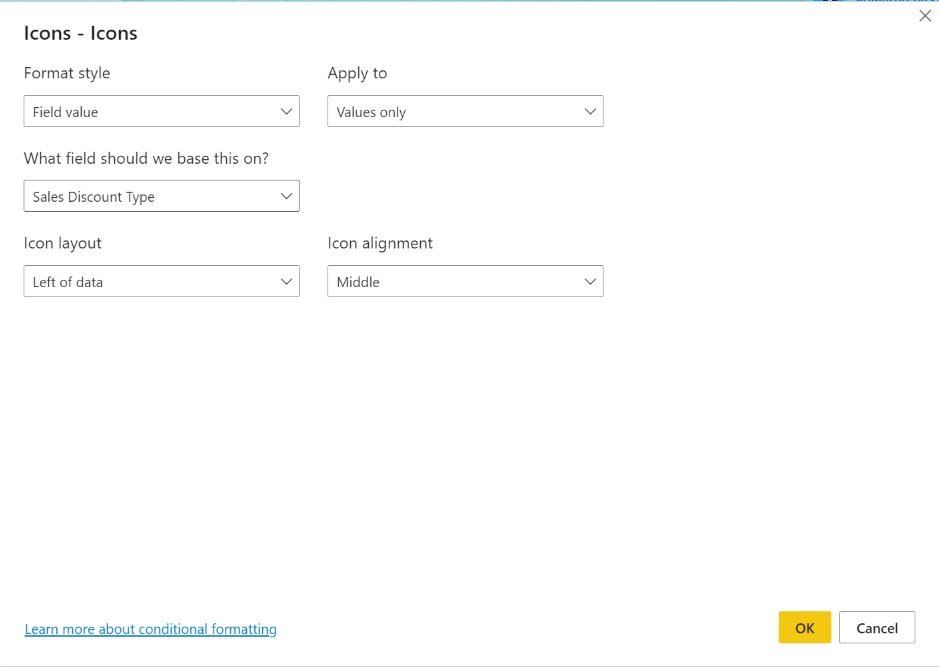 Icons - Icons
Format style
Apply to
Field value
Values only
What field should we base this on?
Sales Discount Type
Icon layout
Icon alignment
Left of data
Middle
Learn more about conditional formatting
OK
Cancel